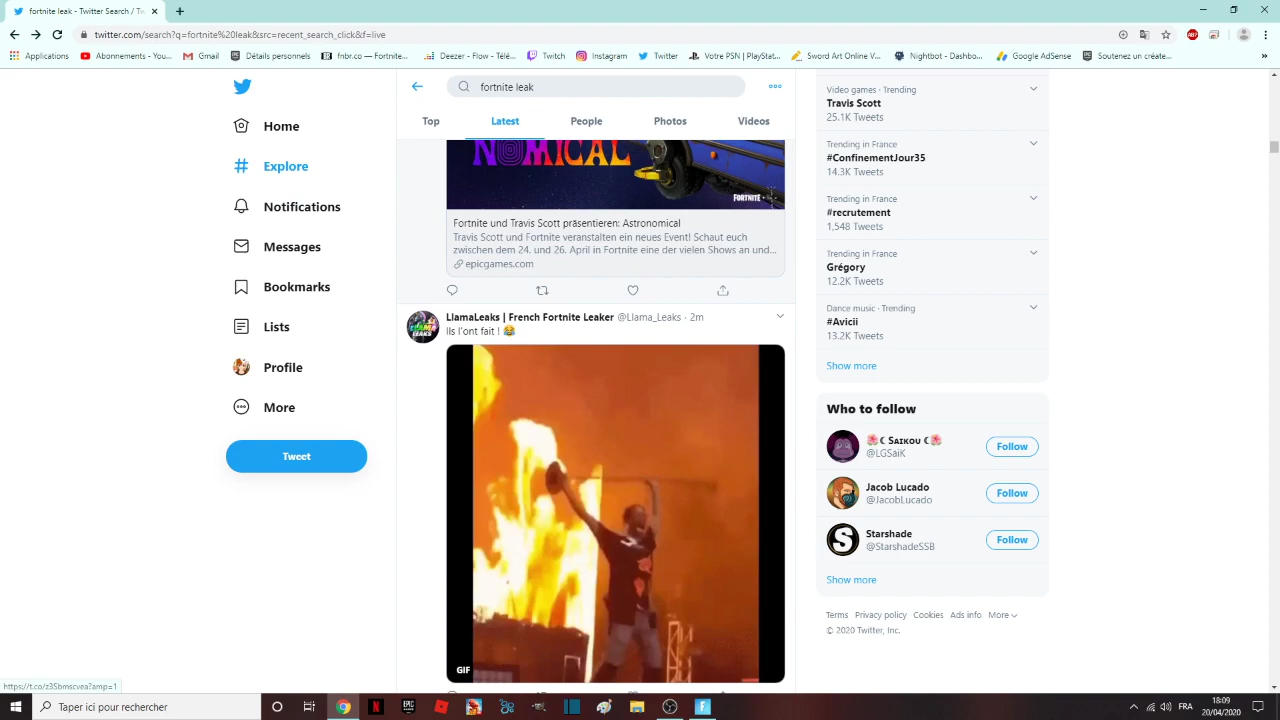 fortnite leak - Twitter Search / Tw
twitter.com/search?q=fortnite%20leak&src=recent_search_click&f=live
Applications
Abonnements - You...
Gmail
Détails personnels
fnbr.co — Fortnite...
Deezer - Flow - Télé...
Twitch
Instagram
Twitter
Votre PSN | PlayStat...
Sword Art Online V...
Nightbot - Dashbo...
Google AdSense
Soutenez un créate...
»
Home
Explore
Notifications
Messages
Bookmarks
Lists
Profile
More
Tweet
fortnite leak
Top
Latest
People
Photos
Videos
NOMICAL
FORTNITE
Fortnite und Travis Scott präsentieren: Astronomical
Travis Scott und Fortnite veranstalten ein neues Event! Schaut euch
zwischen dem 24. und 26. April in Fortnite eine der vielen Shows an und...
epicgames.com
LlamaLeaks | French Fortnite Leaker @Llama_Leaks · 2m
Ils l'ont fait ! 😂
GIF
Video games · Trending
Travis Scott
25.1K Tweets
Trending in France
#ConfinementJour35
14.3K Tweets
Trending in France
#recrutement
1,548 Tweets
Trending in France
Grégory
12.2K Tweets
Dance music · Trending
#Avicii
13.2K Tweets
Show more
Who to follow
🌺☾ Sᴀɪᴋᴏᴜ ☾🌺
@LGSaiK
Follow
Jacob Lucado
@JacobLucado
Follow
Starshade
@StarshadeSSB
Follow
Show more
Terms Privacy policy Cookies Ads info More
© 2020 Twitter, Inc.
https://t.co/z3Sbmscvea?amp=1
Taper ici pour rechercher
FRA
18:09
20/04/2020